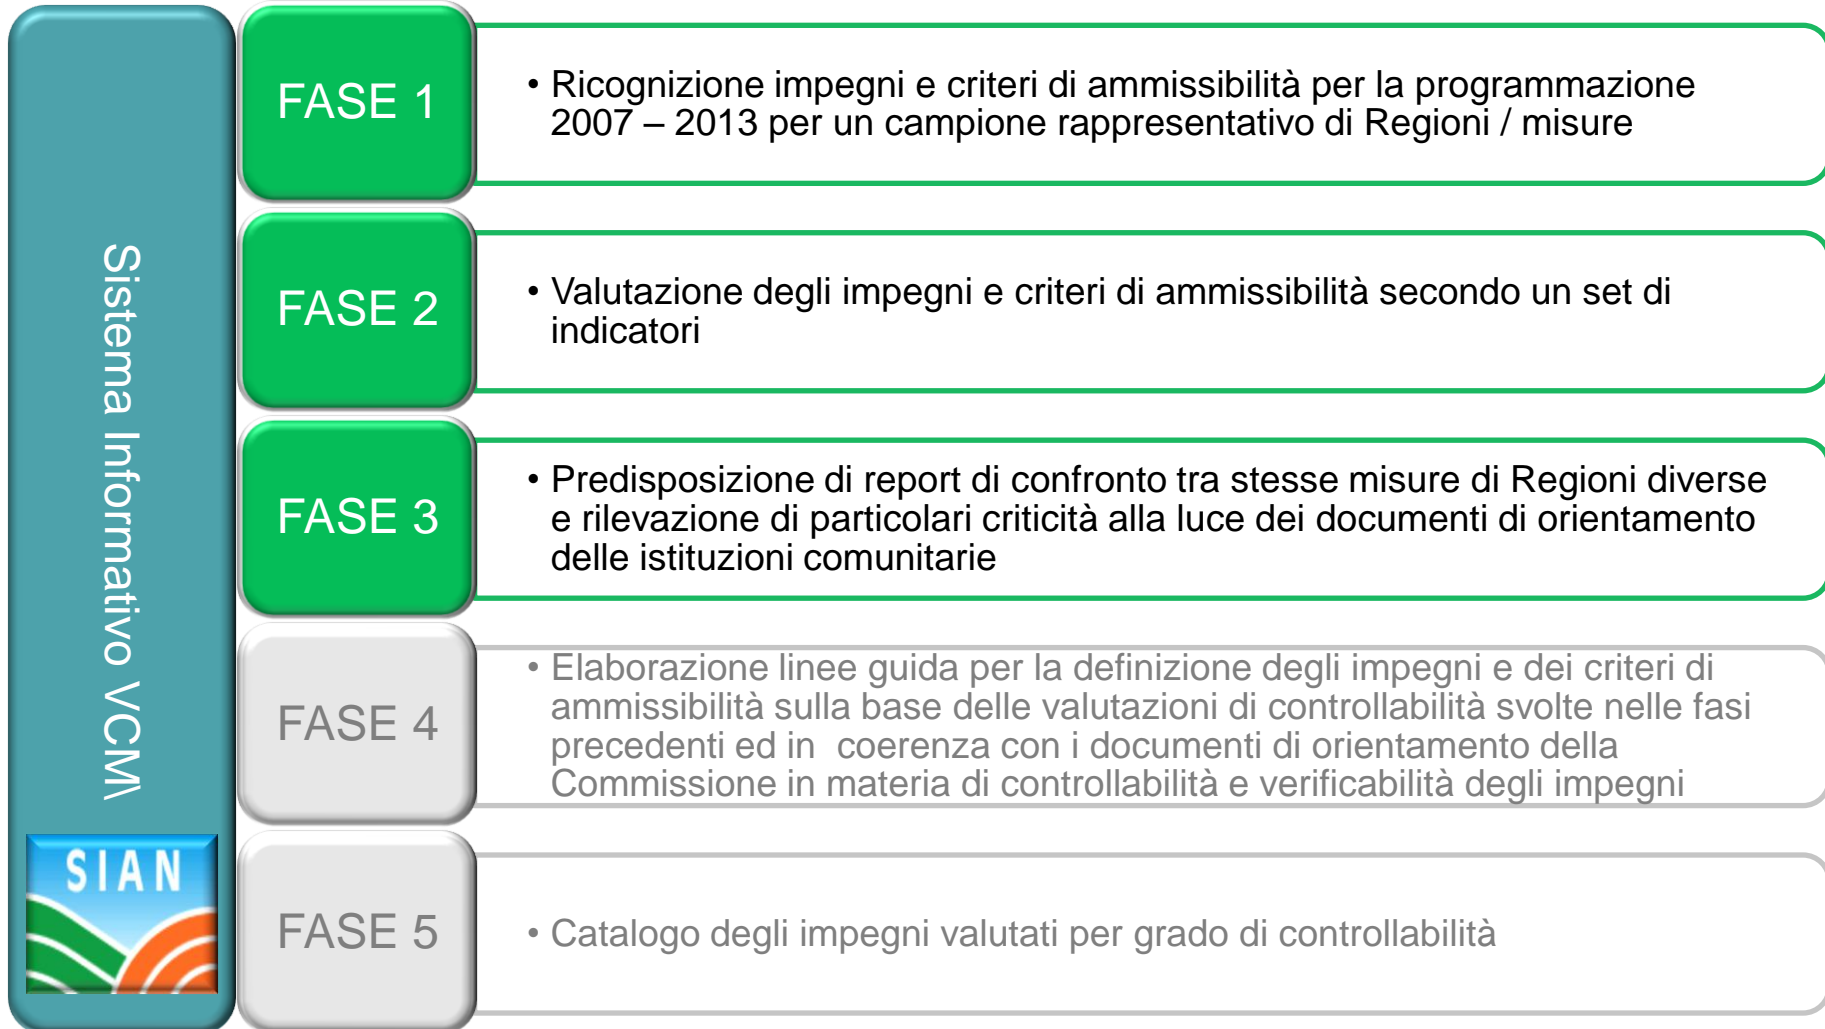 Sistema Informativo VCM\
SIAN
FASE 1
• Ricognizione impegni e criteri di ammissibilità per la programmazione
2007 – 2013 per un campione rappresentativo di Regioni / misure
FASE 2
• Valutazione degli impegni e criteri di ammissibilità secondo un set di
indicatori
FASE 3
• Predisposizione di report di confronto tra stesse misure di Regioni diverse
e rilevazione di particolari criticità alla luce dei documenti di orientamento
delle istituzioni comunitarie
FASE 4
• Elaborazione linee guida per la definizione degli impegni e dei criteri di
ammissibilità sulla base delle valutazioni di controllabilità svolte nelle fasi
precedenti ed in  coerenza con i documenti di orientamento della
Commissione in materia di controllabilità e verificabilità degli impegni
FASE 5
• Catalogo degli impegni valutati per grado di controllabilità